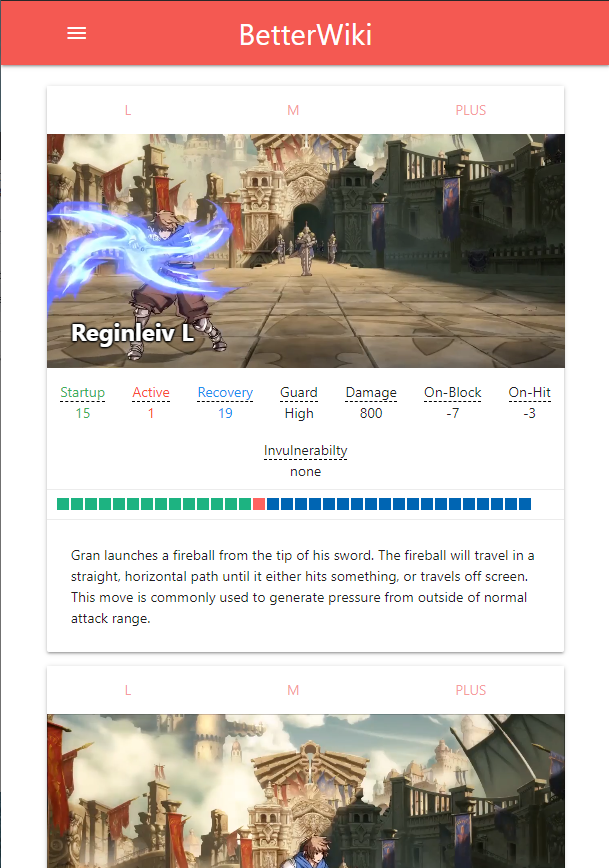 BetterWiki
L M PLUS
Reginleiv L
Startup Active Recovery Guard Damage On-Block On-Hit
15 1 19 High 800 -7 -3
Invulnerabilty
none
Gran launches a fireball from the tip of his sword. The fireball will travel in a
straight, horizontal path until it either hits something, or travels off screen.
This move is commonly used to generate pressure from outside of normal
attack range.
L M PLUS